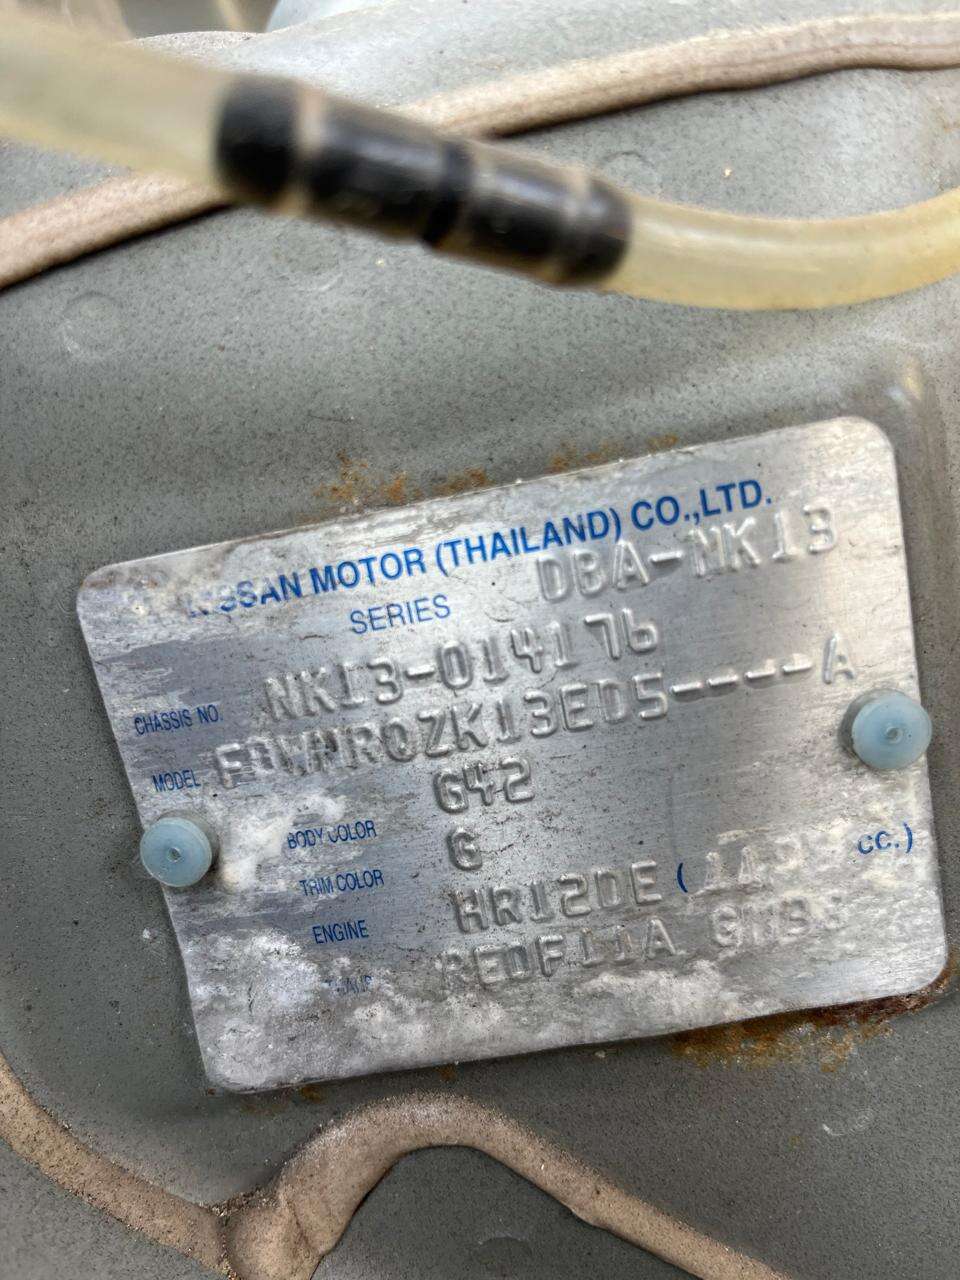 NISSAN MOTOR (THAILAND) CO.,LTD.
SERIES DBA-NK13
CHASSIS NO. NK13-014176
MODEL
BODY COLOR G42
TRIM COLOR G
ENGINE HR12DE ( cc.)